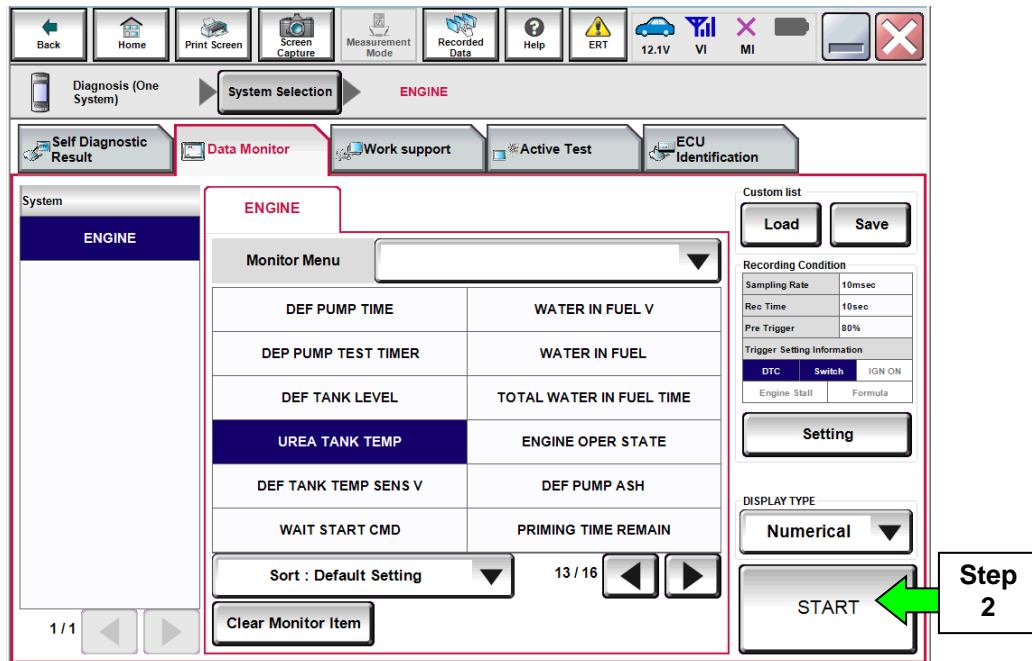 Back
Home
Print Screen
Screen
Capture
Measurement
Mode
Recorded
Data
Help
ERT
12.1V
VI
MI
Diagnosis (One
System)
System Selection
ENGINE
Self Diagnostic
Result
Data Monitor
Work support
Active Test
ECU
Identification
System
ENGINE
1 / 1
ENGINE
Monitor Menu
DEF PUMP TIME
WATER IN FUEL V
DEP PUMP TEST TIMER
WATER IN FUEL
DEF TANK LEVEL
TOTAL WATER IN FUEL TIME
UREA TANK TEMP
ENGINE OPER STATE
DEF TANK TEMP SENS V
DEF PUMP ASH
WAIT START CMD
PRIMING TIME REMAIN
Sort : Default Setting
13 / 16
Clear Monitor Item
Custom list
Load
Save
Recording Condition
Sampling Rate 10msec
Rec Time 10sec
Pre Trigger 80%
Trigger Setting Information
DTC Switch IGN ON
Engine Stall Formula
Setting
DISPLAY TYPE
Numerical
START
Step
2